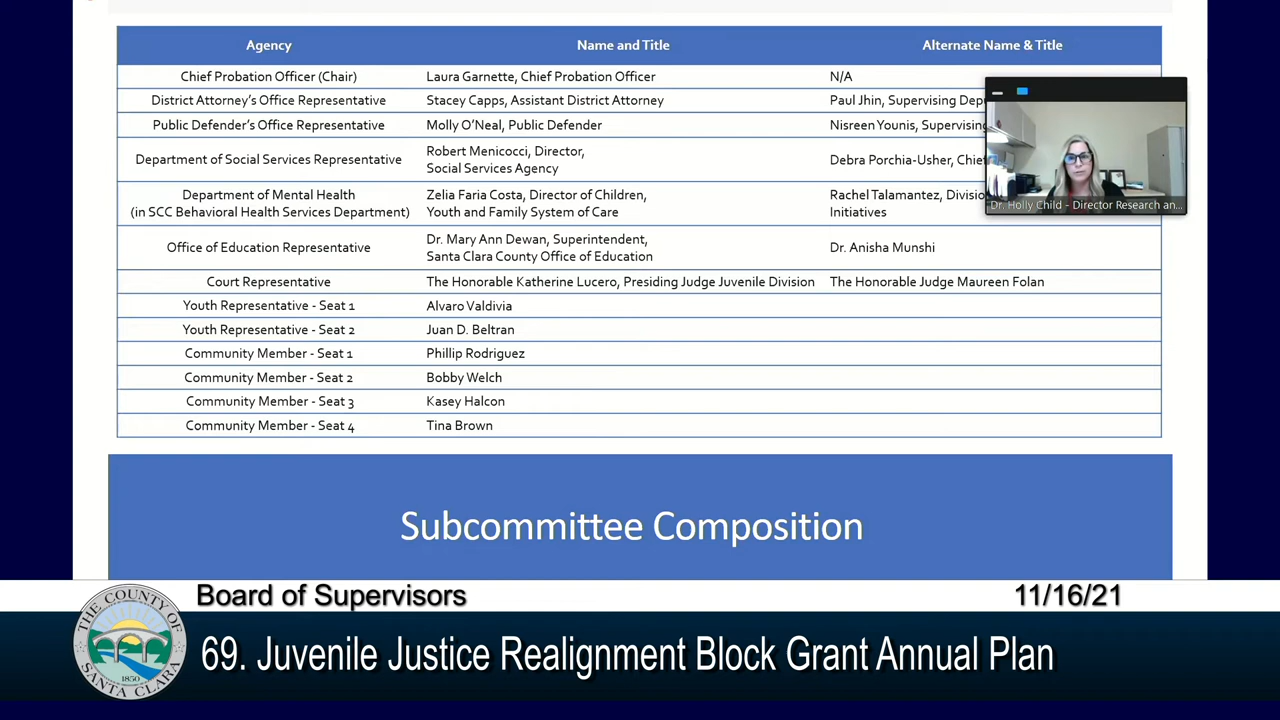 Agency Name and Title Alternate Name & Title
Chief Probation Officer (Chair) Laura Garnette, Chief Probation Officer N/A
District Attorney's Office Representative Stacey Capps, Assistant District Attorney Paul Jhin, Supervising
Public Defender's Office Representative Molly O'Neal, Public Defender Nisreen Younis, Supervising
Department of Social Services Representative Robert Menicocci, Director, Debra Porchia-Usher,
Social Services Agency
Department of Mental Health Zelia Faria Costa, Director of Children, Rachel Talamantez,
(in SCC Behavioral Health Services Department) Youth and Family System of Care Initiatives
Office of Education Representative Dr. Mary Ann Dewan, Superintendent, Dr. Anisha Munshi
Santa Clara County Office of Education
Court Representative The Honorable Katherine Lucero, Presiding Judge Juvenile Division The Honorable Judge Maureen Folan
Youth Representative - Seat 1 Alvaro Valdivia
Youth Representative - Seat 2 Juan D. Beltran
Community Member - Seat 1 Phillip Rodriguez
Community Member - Seat 2 Bobby Welch
Community Member - Seat 3 Kasey Halcon
Community Member - Seat 4 Tina Brown
Dr. Holly Child - Director Research an...
Subcommittee Composition
Board of Supervisors 11/16/21
THE COUNTY OF SANTA CLARA
1850
69. Juvenile Justice Realignment Block Grant Annual Plan